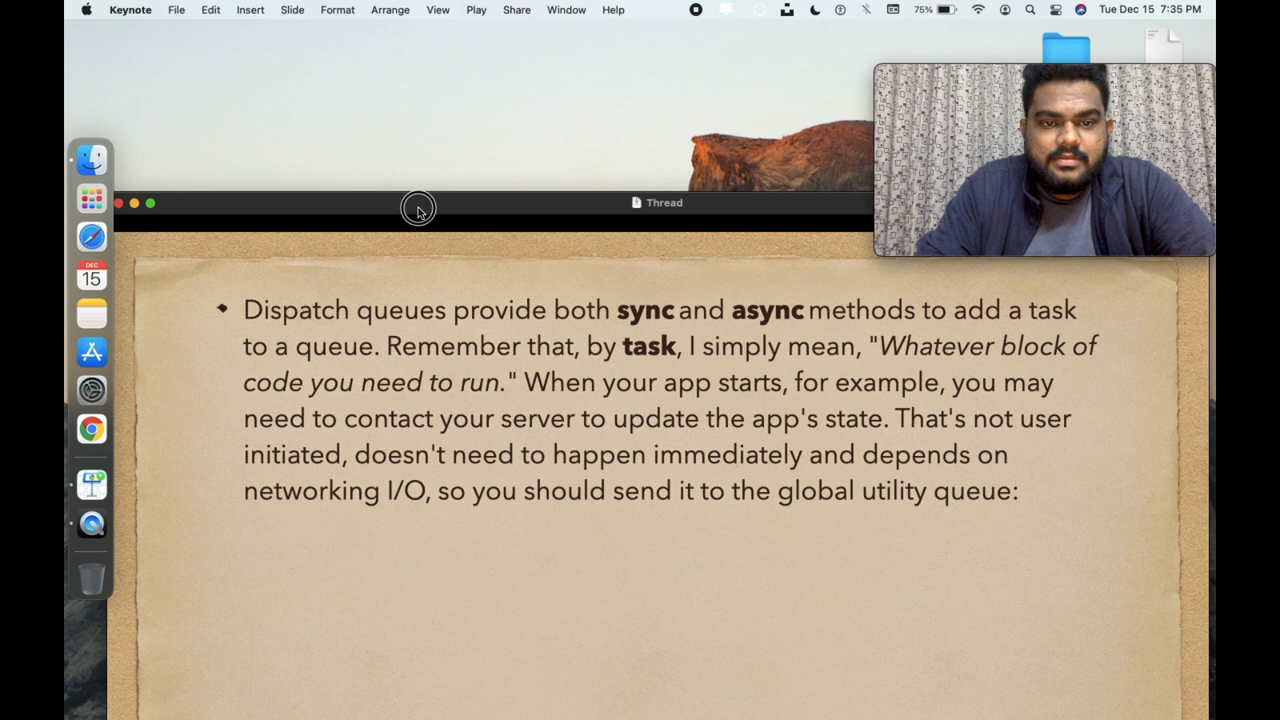 Keynote File Edit Insert Slide Format Arrange View Play Share Window Help 75% Tue Dec 15 7:35 PM
Thread
DEC
15
Dispatch queues provide both sync and async methods to add a task
to a queue. Remember that, by task, I simply mean, "Whatever block of
code you need to run." When your app starts, for example, you may
need to contact your server to update the app's state. That's not user
initiated, doesn't need to happen immediately and depends on
networking I/O, so you should send it to the global utility queue: